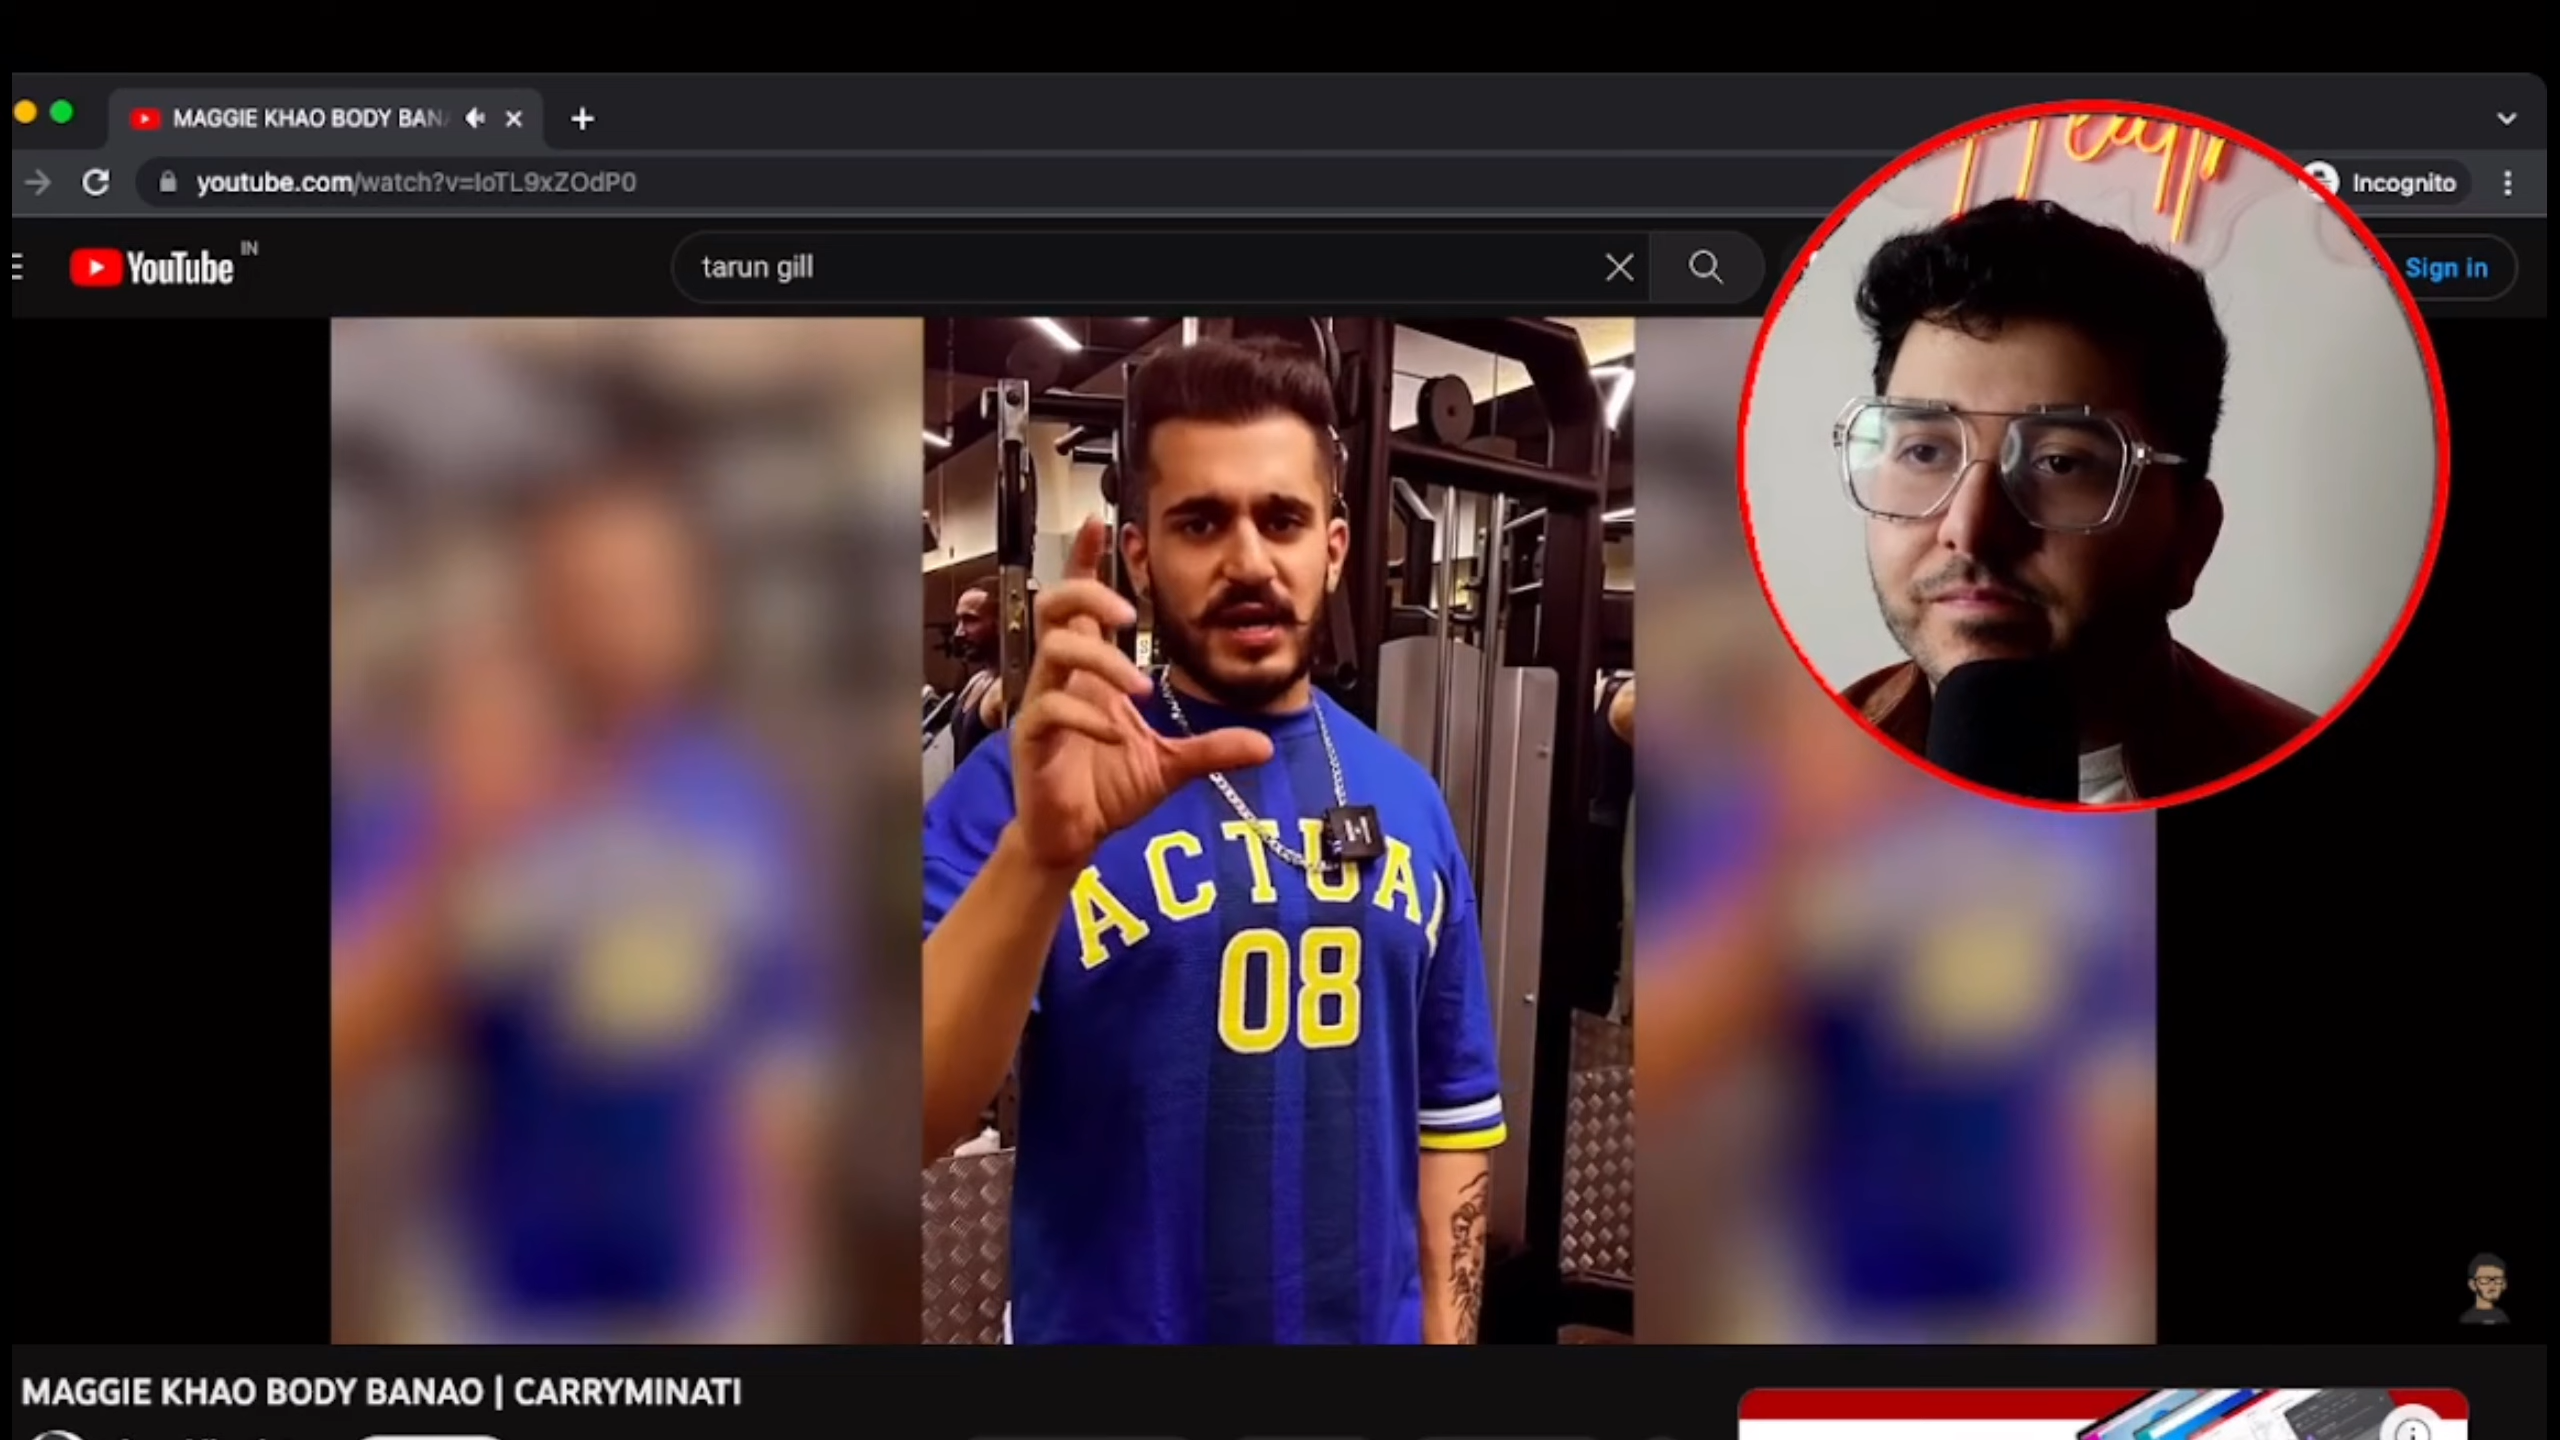 MAGGIE KHAO BODY BAN
youtube.com/watch?v=IoTL9xZOdP0
Incognito
YouTube IN
tarun gill
Sign in
ACTUA
08
MAGGIE KHAO BODY BANAO | CARRYMINATI